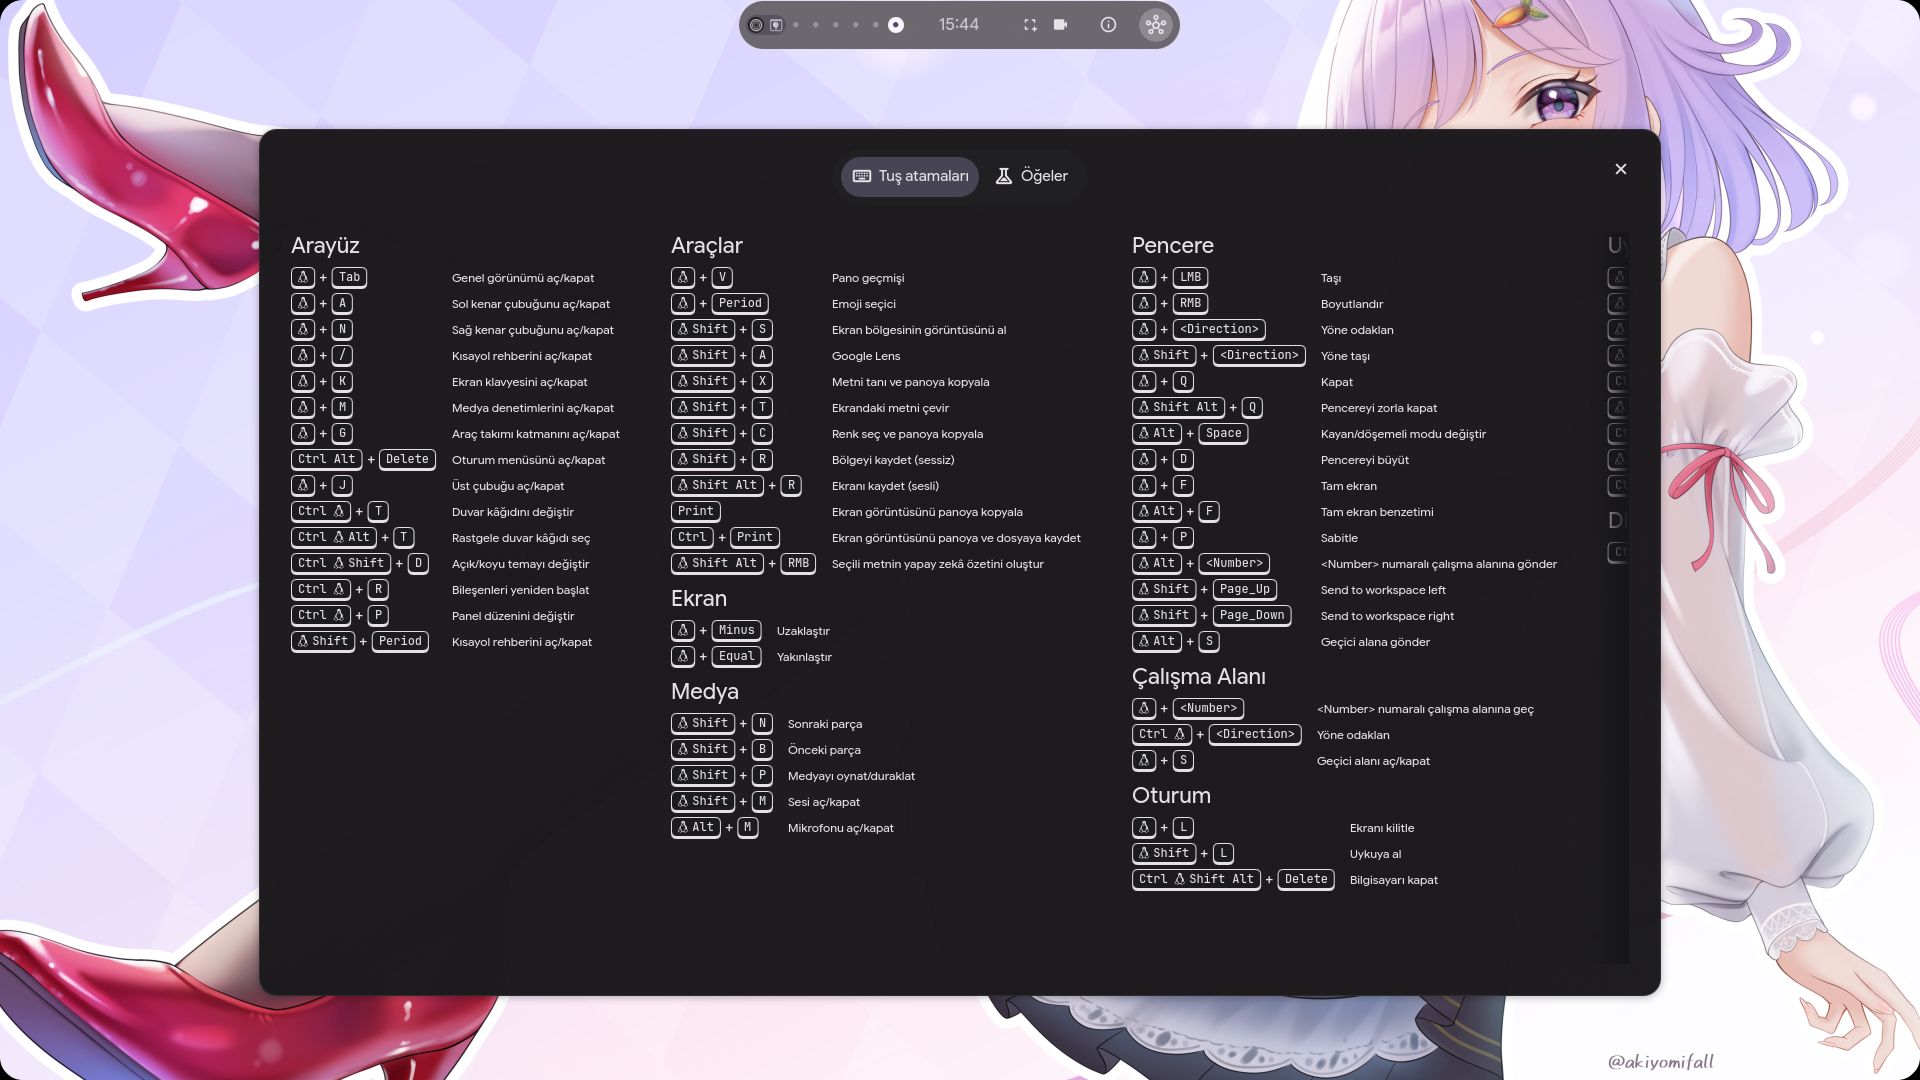 15:44
Tuş atamaları
Öğeler
Arayüz
Tab Genel görünümü aç/kapat
+ A Sol kenar çubuğunu aç/kapat
+ N Sağ kenar çubuğunu aç/kapat
+ / Kısayol rehberini aç/kapat
+ K Ekran klavyesini aç/kapat
+ M Medya denetimlerini aç/kapat
+ G Araç takımı katmanını aç/kapat
Ctrl Alt + Delete Oturum menüsünü aç/kapat
+ J Üst çubuğu aç/kapat
Ctrl + T Duvar kâğıdını değiştir
Ctrl Alt + T Rastgele duvar kâğıdı seç
Ctrl Shift + D Açık/koyu temayı değiştir
Ctrl + R Bileşenleri yeniden başlat
Ctrl + P Panel düzenini değiştir
Shift + Period Kısayol rehberini aç/kapat
Araçlar
+ V Pano geçmişi
+ Period Emoji seçici
Shift + S Ekran bölgesinin görüntüsünü al
Shift + A Google Lens
Shift + X Metni tanı ve panoya kopyala
Shift + T Ekrandaki metni çevir
Shift + C Renk seç ve panoya kopyala
Shift + R Bölgeyi kaydet (sessiz)
Shift Alt + R Ekranı kaydet (sesli)
Print Ekran görüntüsünü panoya kopyala
Ctrl + Print Ekran görüntüsünü panoya ve dosyaya kaydet
Shift Alt + RMB Seçili metnin yapay zekâ özetini oluştur
Ekran
+ Minus Uzaklaştır
+ Equal Yakınlaştır
Medya
Shift + N Sonraki parça
Shift + B Önceki parça
Shift + P Medyayı oynat/duraklat
Shift + M Sesi aç/kapat
Alt + M Mikrofonu aç/kapat
Pencere
+ LMB Taşı
+ RMB Boyutlandır
+ <Direction> Yöne odaklan
Shift + <Direction> Yöne taşı
+ Q Kapat
Shift Alt + Q Pencereyi zorla kapat
Alt + Space Kayan/döşemeli modu değiştir
+ D Pencereyi büyüt
+ F Tam ekran
Alt + F Tam ekran benzetimi
+ P Sabitle
Alt + <Number> <Number> numaralı çalışma alanına gönder
Shift + Page_Up Send to workspace left
Shift + Page_Down Send to workspace right
Alt + S Geçici alana gönder
Çalışma Alanı
+ <Number> <Number> numaralı çalışma alanına geç
Ctrl + <Direction> Yöne odaklan
+ S Geçici alanı aç/kapat
Oturum
+ L Ekranı kilitle
Shift + L Uykuya al
Ctrl Shift Alt + Delete Bilgisayarı kapat
@akiyomifall